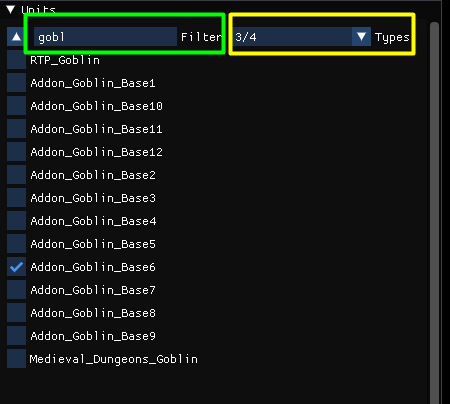 Units
gobl Filter 3/4 Types
RTP_Goblin
Addon_Goblin_Base1
Addon_Goblin_Base10
Addon_Goblin_Base11
Addon_Goblin_Base12
Addon_Goblin_Base2
Addon_Goblin_Base3
Addon_Goblin_Base4
Addon_Goblin_Base5
Addon_Goblin_Base6
Addon_Goblin_Base7
Addon_Goblin_Base8
Addon_Goblin_Base9
Medieval_Dungeons_Goblin